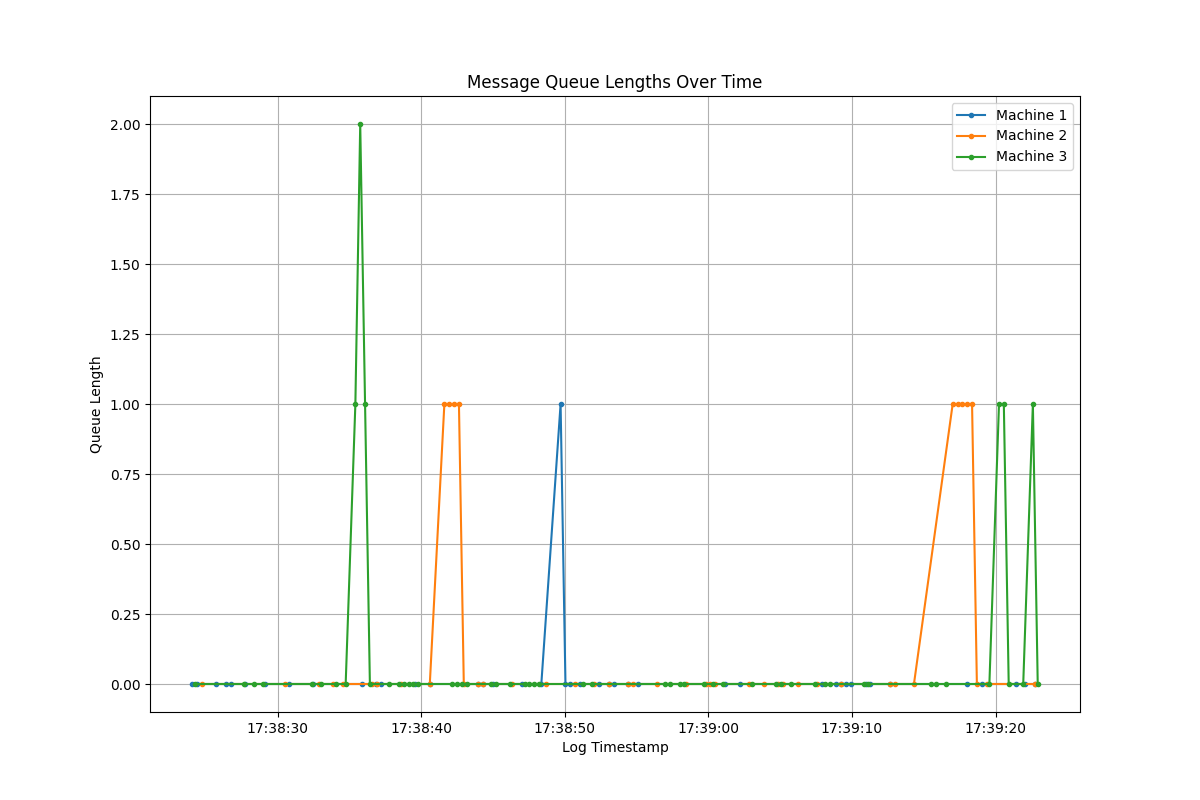 Message Queue Lengths Over Time
Machine 1
Machine 2
Machine 3
Queue Length
2.00
1.75
1.50
1.25
1.00
0.75
0.50
0.25
0.00
17:38:30 17:38:40 17:38:50 17:39:00 17:39:10 17:39:20
Log Timestamp